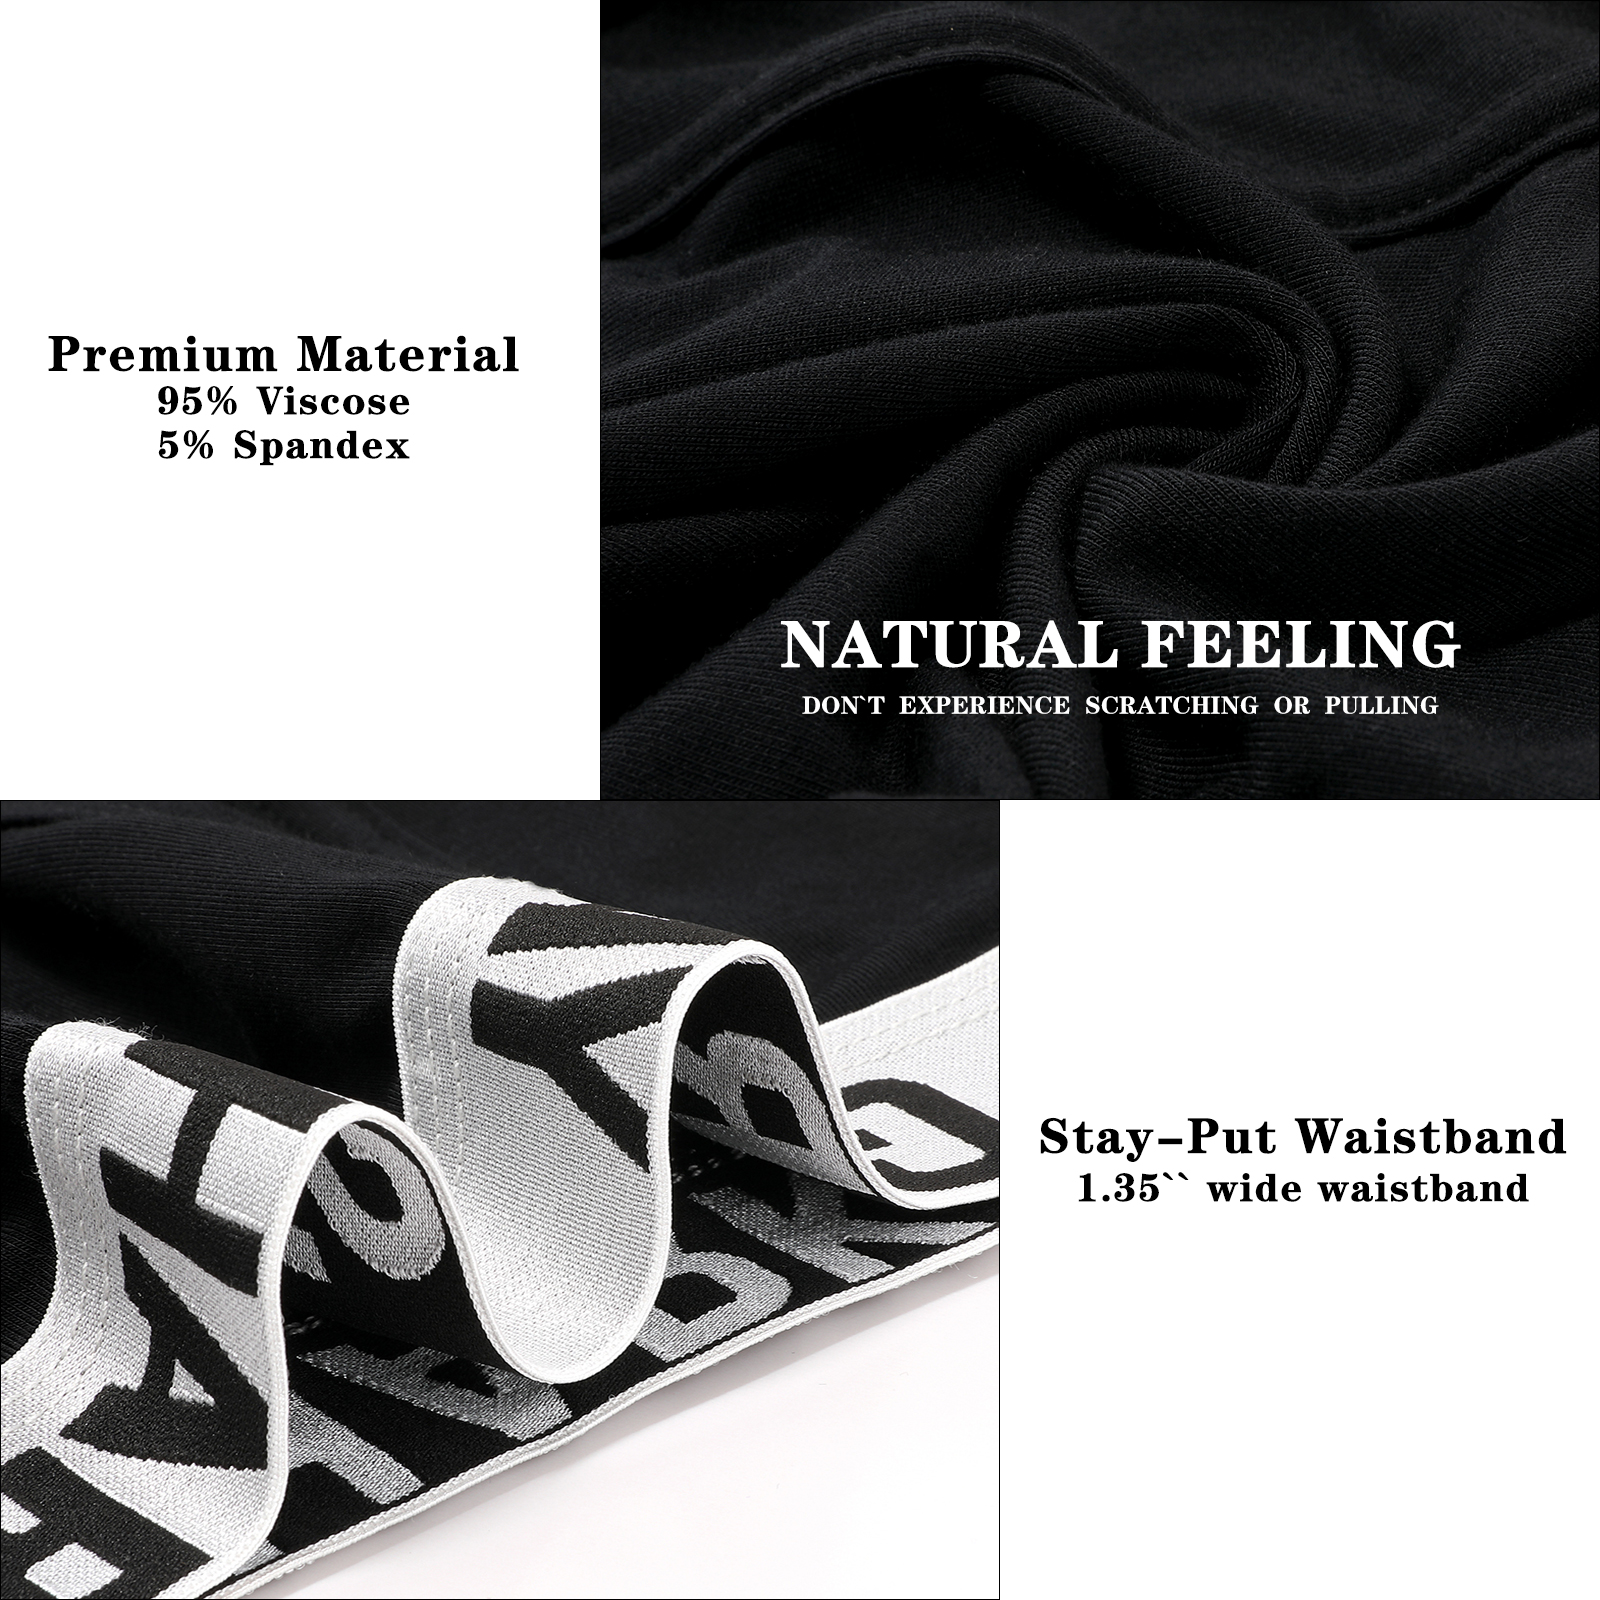 Premium Material
95% Viscose
5% Spandex
NATURAL FEELING
DON`T EXPERIENCE SCRATCHING OR PULLING
Stay-Put Waistband
1.35`` wide waistband